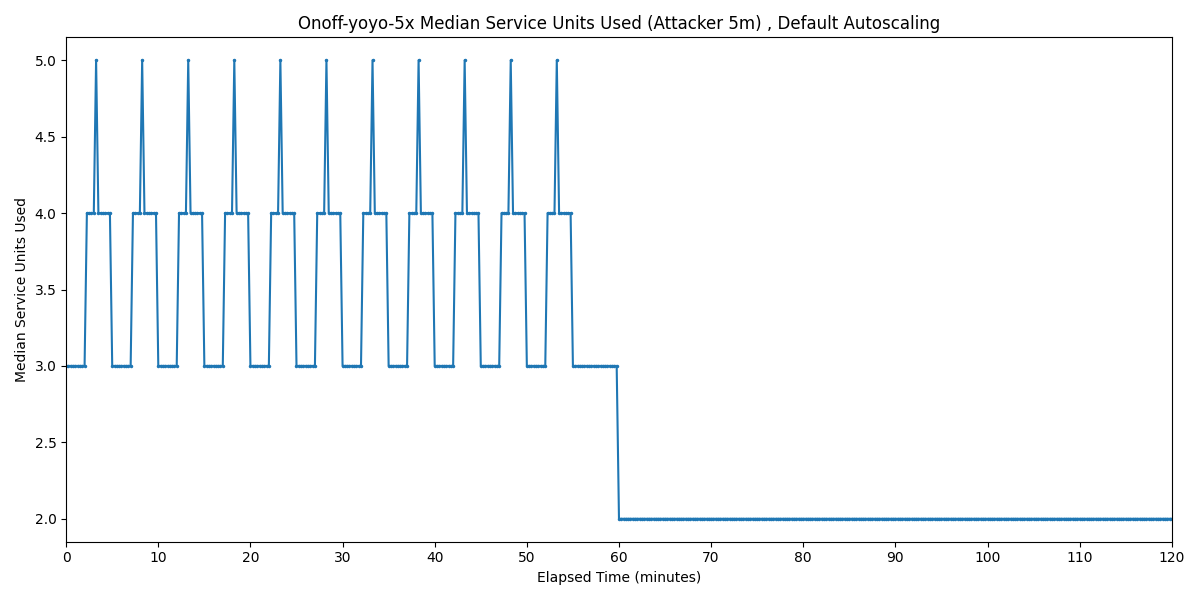 Onoff-yoyo-5x Median Service Units Used (Attacker 5m) , Default Autoscaling
Median Service Units Used
5.0
4.5
4.0
3.5
3.0
2.5
2.0
0 10 20 30 40 50 60 70 80 90 100 110 120
Elapsed Time (minutes)